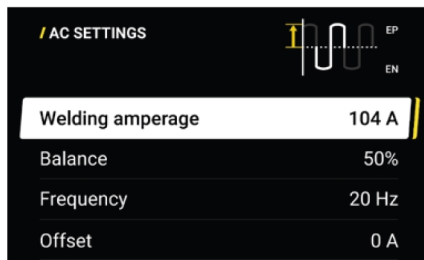 / AC SETTINGS
EP
EN
Welding amperage 104 A
Balance 50%
Frequency 20 Hz
Offset 0 A